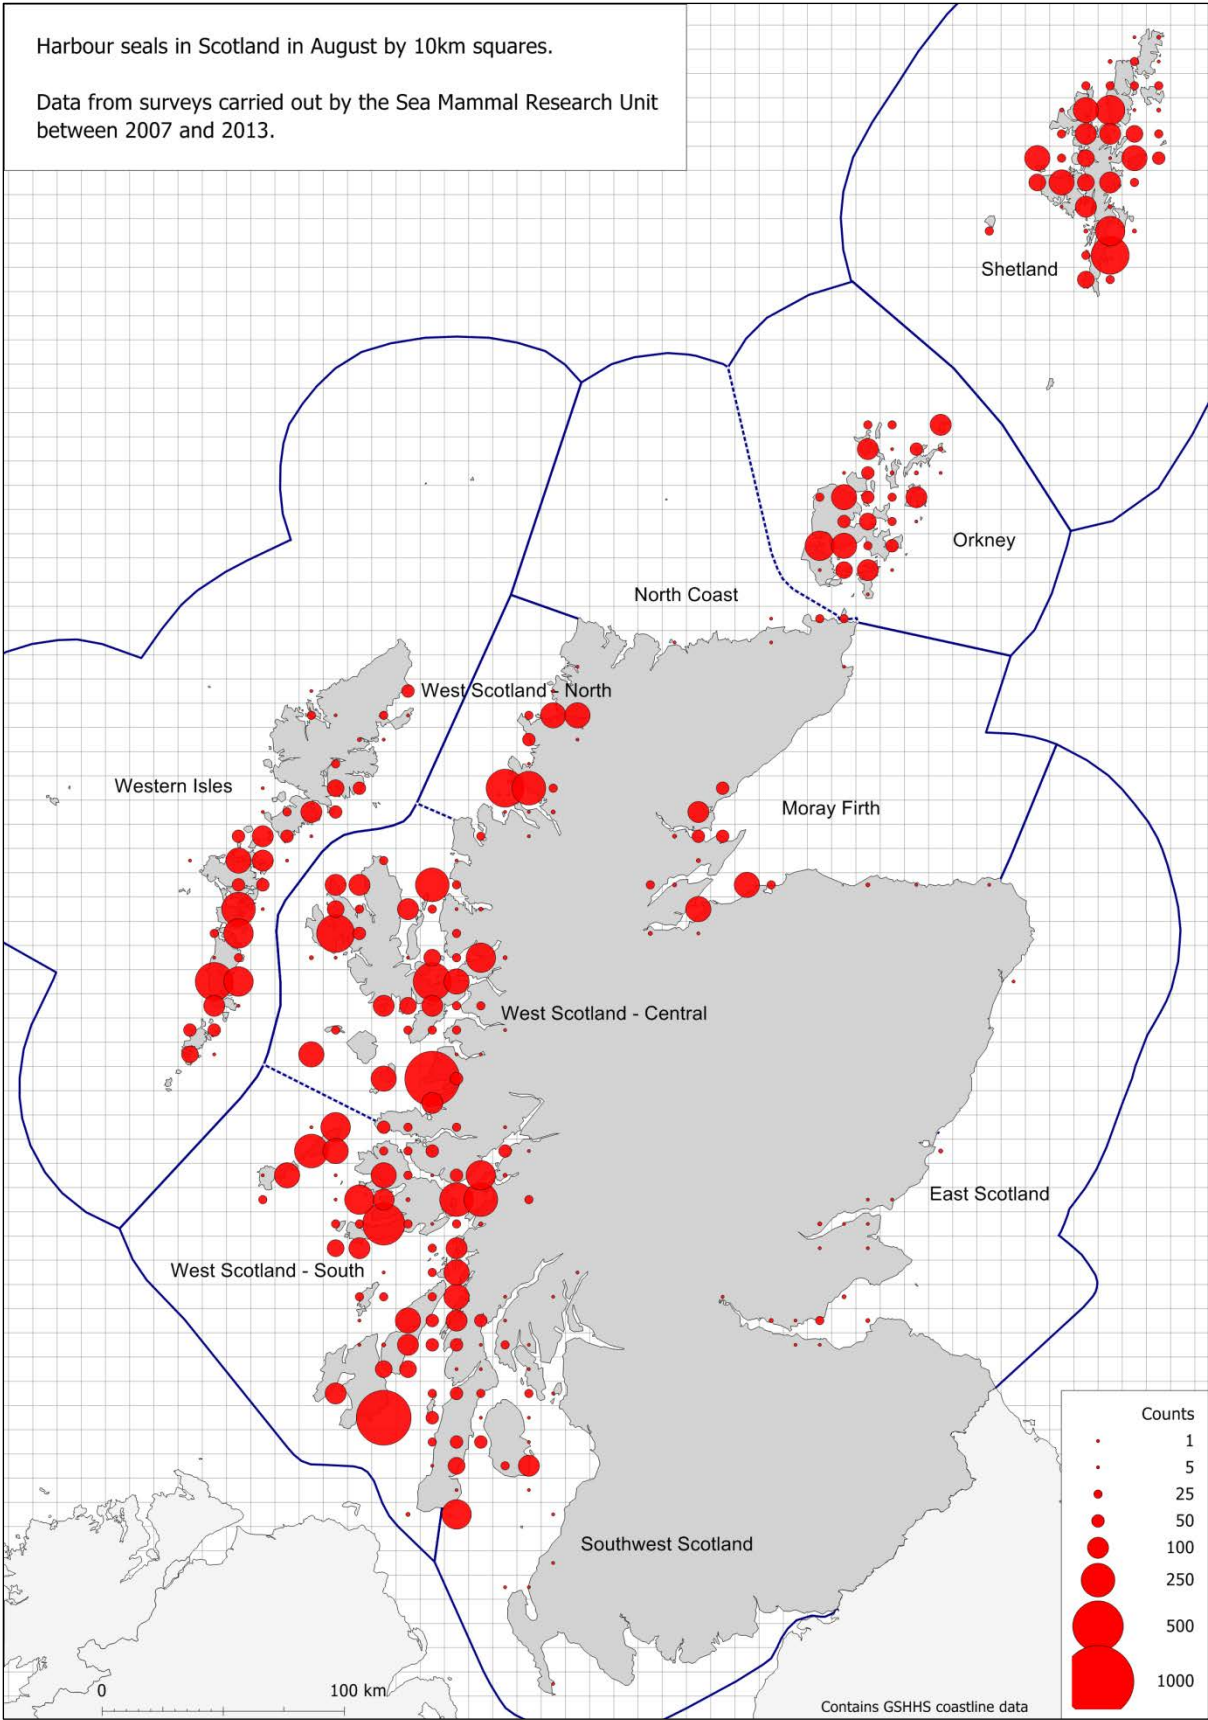 Harbour seals in Scotland in August by 10km squares.
Data from surveys carried out by the Sea Mammal Research Unit
between 2007 and 2013.
Shetland
Orkney
North Coast
West Scotland - North
Western Isles
Moray Firth
West Scotland - Central
East Scotland
West Scotland - South
Southwest Scotland
Counts
1
5
25
50
100
250
500
1000
0 100 km
Contains GSHHS coastline data